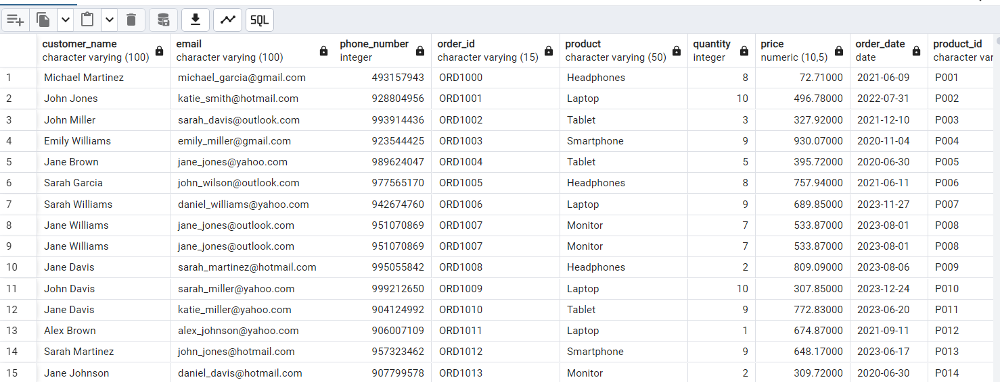 SQL
customer_name email phone_number order_id product quantity price order_date product_id
character varying (100) character varying (100) integer character varying (15) character varying (50) integer numeric (10,5) date character var
1 Michael Martinez michael_garcia@gmail.com 493157943 ORD1000 Headphones 8 72.71000 2021-06-09 P001
2 John Jones katie_smith@hotmail.com 928804956 ORD1001 Laptop 10 496.78000 2022-07-31 P002
3 John Miller sarah_davis@outlook.com 993914436 ORD1002 Tablet 3 327.92000 2021-12-10 P003
4 Emily Williams emily_miller@gmail.com 923544425 ORD1003 Smartphone 9 930.07000 2020-11-04 P004
5 Jane Brown jane_jones@yahoo.com 989624047 ORD1004 Tablet 5 395.72000 2020-06-30 P005
6 Sarah Garcia john_wilson@outlook.com 977565170 ORD1005 Headphones 8 757.94000 2021-06-11 P006
7 Sarah Williams daniel_williams@yahoo.com 942674760 ORD1006 Laptop 9 689.85000 2023-11-27 P007
8 Jane Williams jane_jones@outlook.com 951070869 ORD1007 Monitor 7 533.87000 2023-08-01 P008
9 Jane Williams jane_jones@outlook.com 951070869 ORD1007 Monitor 7 533.87000 2023-08-01 P008
10 Jane Davis sarah_martinez@hotmail.com 995055842 ORD1008 Headphones 2 809.09000 2023-08-06 P009
11 John Davis sarah_miller@yahoo.com 999212650 ORD1009 Laptop 10 307.85000 2023-12-24 P010
12 Jane Davis katie_miller@yahoo.com 904124992 ORD1010 Tablet 9 772.83000 2023-06-20 P011
13 Alex Brown alex_johnson@yahoo.com 906007109 ORD1011 Laptop 1 674.87000 2021-09-11 P012
14 Sarah Martinez john_jones@hotmail.com 957323462 ORD1012 Smartphone 9 648.17000 2023-06-17 P013
15 Jane Johnson daniel_davis@hotmail.com 907799578 ORD1013 Monitor 2 309.72000 2020-06-30 P014